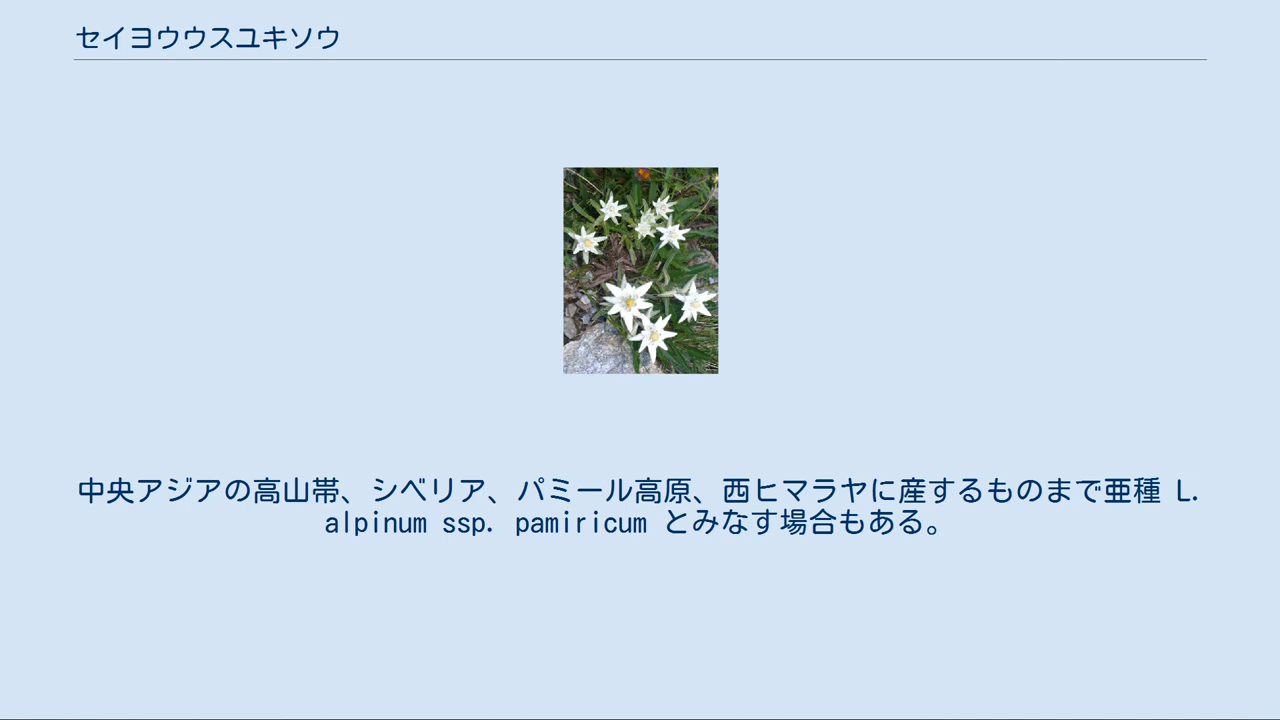 セイヨウウスユキソウ
中央アジアの高山帯、シベリア、パミール高原、西ヒマラヤに産するものまで亜種 L.
alpinum ssp. pamiricum とみなす場合もある。